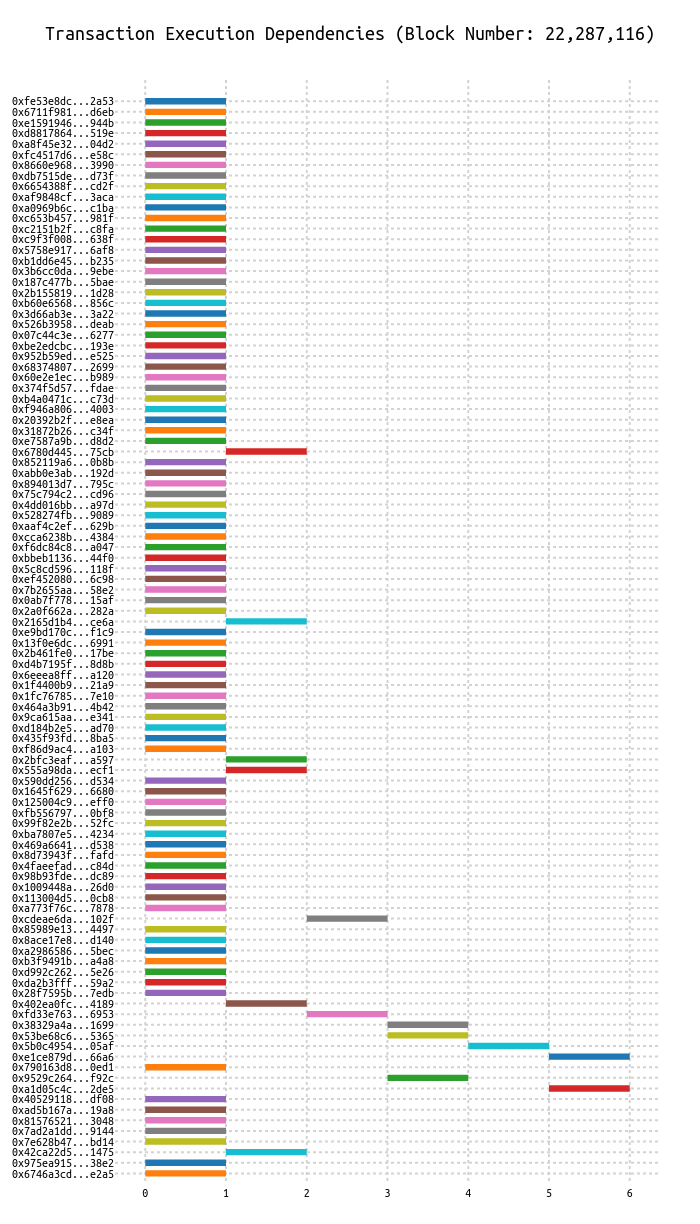 Transaction Execution Dependencies (Block Number: 22,287,116)
0xfe53e8dc...2a53
0x6711f981...d6eb
0xe1591946...944b
0xd8817864...519e
0xa8f45e32...04d2
0xfc4517d6...e58c
0x8660e968...3990
0xdb7515de...d73f
0x6654388f...cd2f
0xaf9848cf...3aca
0xa0969b6c...c1ba
0xc653b457...981f
0xc2151b2f...c8fa
0xc9f3f008...638f
0x5758e917...6af8
0xb1dd6e45...b235
0x3b6cc0da...9ebe
0x187c477b...5bae
0x2b155819...1d28
0xb60e6568...856c
0x3d66ab3e...3a22
0x526b3958...deab
0x07c44c3e...6277
0xbe2edcbc...193e
0x952b59ed...e525
0x68374807...2699
0x60e2e1ec...b989
0x374f5d57...fdae
0xb4a0471c...c73d
0xf946a806...4003
0x20392b2f...e8ea
0x31872b26...c34f
0xe7587a9b...d8d2
0x6780d445...75cb
0x852119a6...0b8b
0xabb0e3ab...192d
0x894013d7...795c
0x75c794c2...cd96
0x4dd016bb...a97d
0x528274fb...9089
0xaaf4c2ef...629b
0xcca6238b...4384
0xf6dc84c8...a047
0xbbeb1136...44f0
0x5c8cd596...118f
0xef452080...6c98
0x7b2655aa...58e2
0x0ab7f778...15af
0x2a0f662a...282a
0x2165d1b4...ce6a
0xe9bd170c...f1c9
0x13f0e6dc...6991
0x2b461fe0...17be
0xd4b7195f...8d8b
0x6eeea8ff...a120
0x1f4400b9...21a9
0x1fc76785...7e10
0x464a3b91...4b42
0x9ca615aa...e341
0xd184b2e5...ad70
0x435f93fd...8ba5
0xf86d9ac4...a103
0x2bfc3eaf...a597
0x555a98da...ecf1
0x590dd256...d534
0x1645f629...6680
0x125004c9...eff0
0xfb556797...0bf8
0x99f82e2b...52fc
0xba7807e5...4234
0x469a6641...d538
0x8d73943f...fafd
0x4faeefad...c84d
0x98b93fde...dc89
0x1009448a...26d0
0x113004d5...0cb8
0xa773f76c...7878
0xcdeae6da...102f
0x85989e13...4497
0x8ace17e8...d140
0xa2986586...5bec
0xb3f9491b...a4a8
0xd992c262...5e26
0xda2b3fff...59a2
0x28f7595b...7edb
0x402ea0fc...4189
0xfd33e763...6953
0x38329a4a...1699
0x53be68c6...5365
0x5b0c4954...05af
0xe1ce879d...66a6
0x790163d8...0ed1
0x9529c264...f92c
0xa1d05c4c...2de5
0x40529118...df08
0xad5b167a...19a8
0x81576521...3048
0x7ad2a1dd...9144
0x7e628b47...bd14
0x42ca22d5...1475
0x975ea915...38e2
0x6746a3cd...e2a5
0 1 2 3 4 5 6